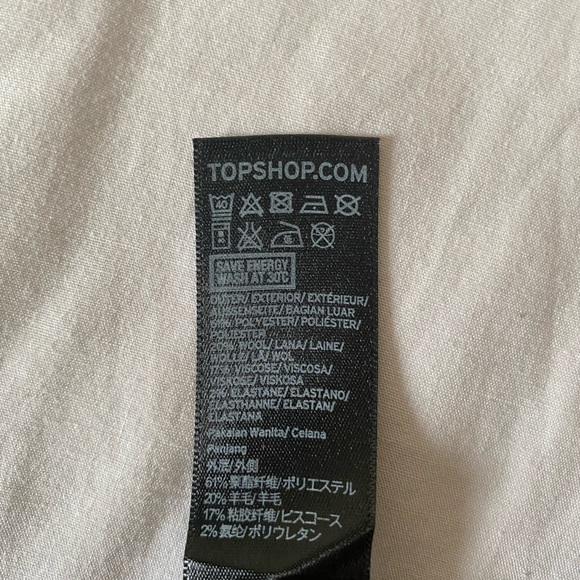 TOPSHOP.COM
40
SAVE ENERGY
WASH AT 30°C
OUTER/ EXTERIOR/ EXTÉRIEUR/
AUSSENSEITE/ BAGIAN LUAR
61% POLYESTER/ POLIÉSTER/
POLIESTER
20% WOOL/ LANA/ LAINE/
WOLLE/ LÃ/ WOL
17% VISCOSE/ VISCOSA/
VISKOSE/ VISKOSA
2% ELASTANE/ ELASTANO/
ELASTHANNE/ ELASTAN/
ELASTANA
Pakaian Wanita/ Celana
Panjang
外层/外側
61% 聚酯纤维/ポリエステル
20% 羊毛/羊毛
17% 粘胶纤维/ビスコース
2% 氨纶/ポリウレタン